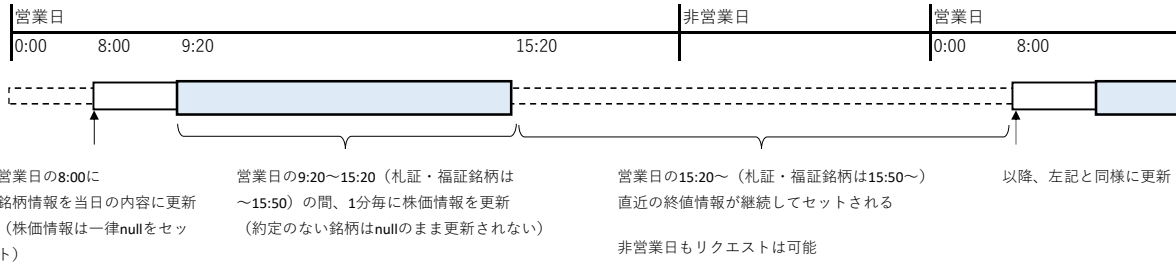 営業日 非営業日 営業日
0:00 8:00 9:20 15:20 0:00 8:00
営業日の8:00に
銘柄情報を当日の内容に更新
（株価情報は一律nullをセッ
ト）
営業日の9:20～15:20（札証・福証銘柄は
～15:50）の間、1分毎に株価情報を更新
（約定のない銘柄はnullのまま更新されない）
営業日の15:20～（札証・福証銘柄は15:50～）
直近の終値情報が継続してセットされる
非営業日もリクエストは可能
以降、左記と同様に更新